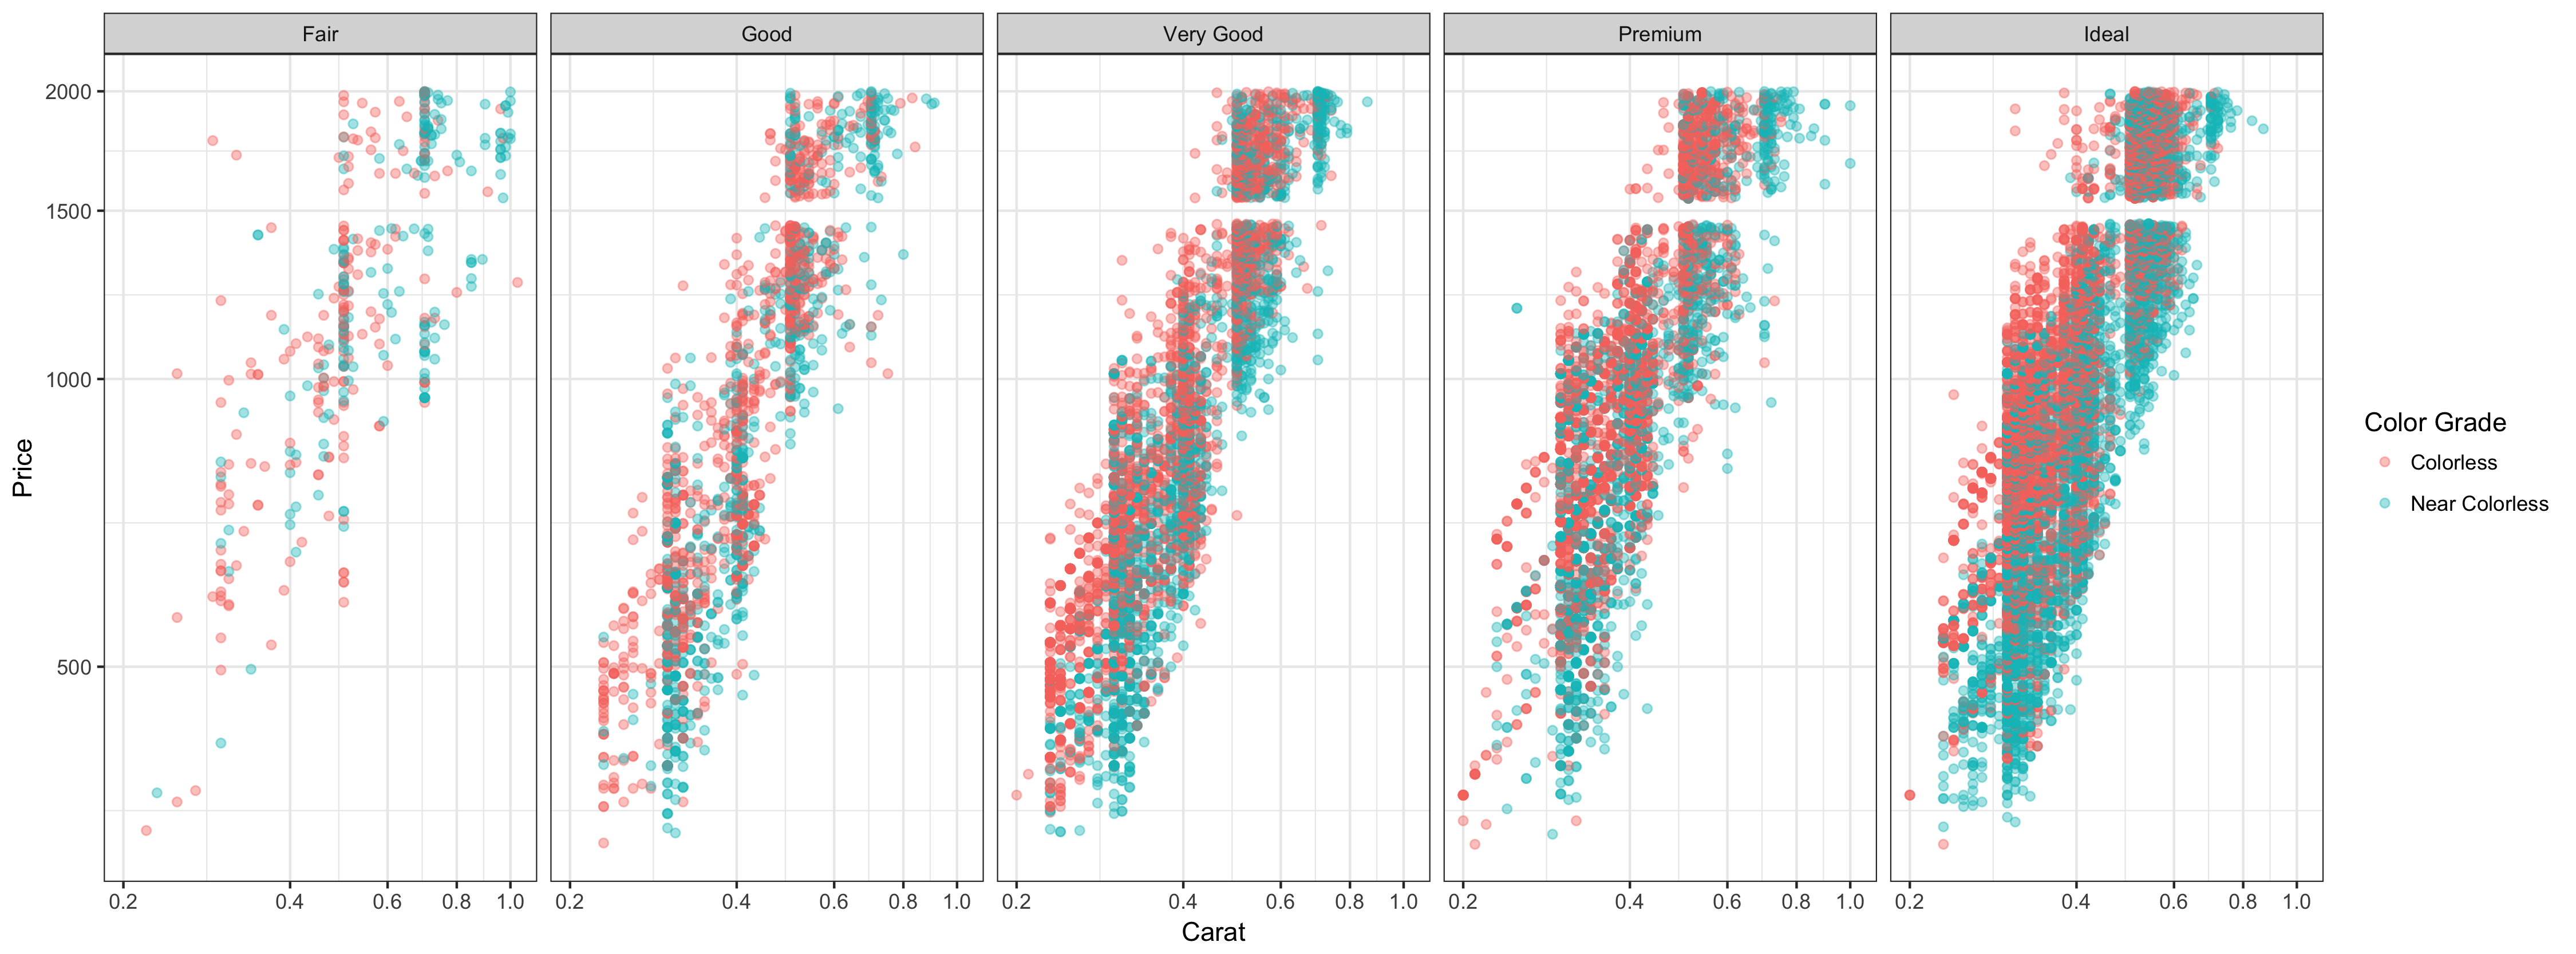 Fair Good Very Good Premium Ideal
2000
1500
1000
500
Price
0.2 0.4 0.6 0.8 1.0 0.2 0.4 0.6 0.8 1.0 0.2 0.4 0.6 0.8 1.0 0.2 0.4 0.6 0.8 1.0 0.2 0.4 0.6 0.8 1.0
Carat
Color Grade
Colorless
Near Colorless